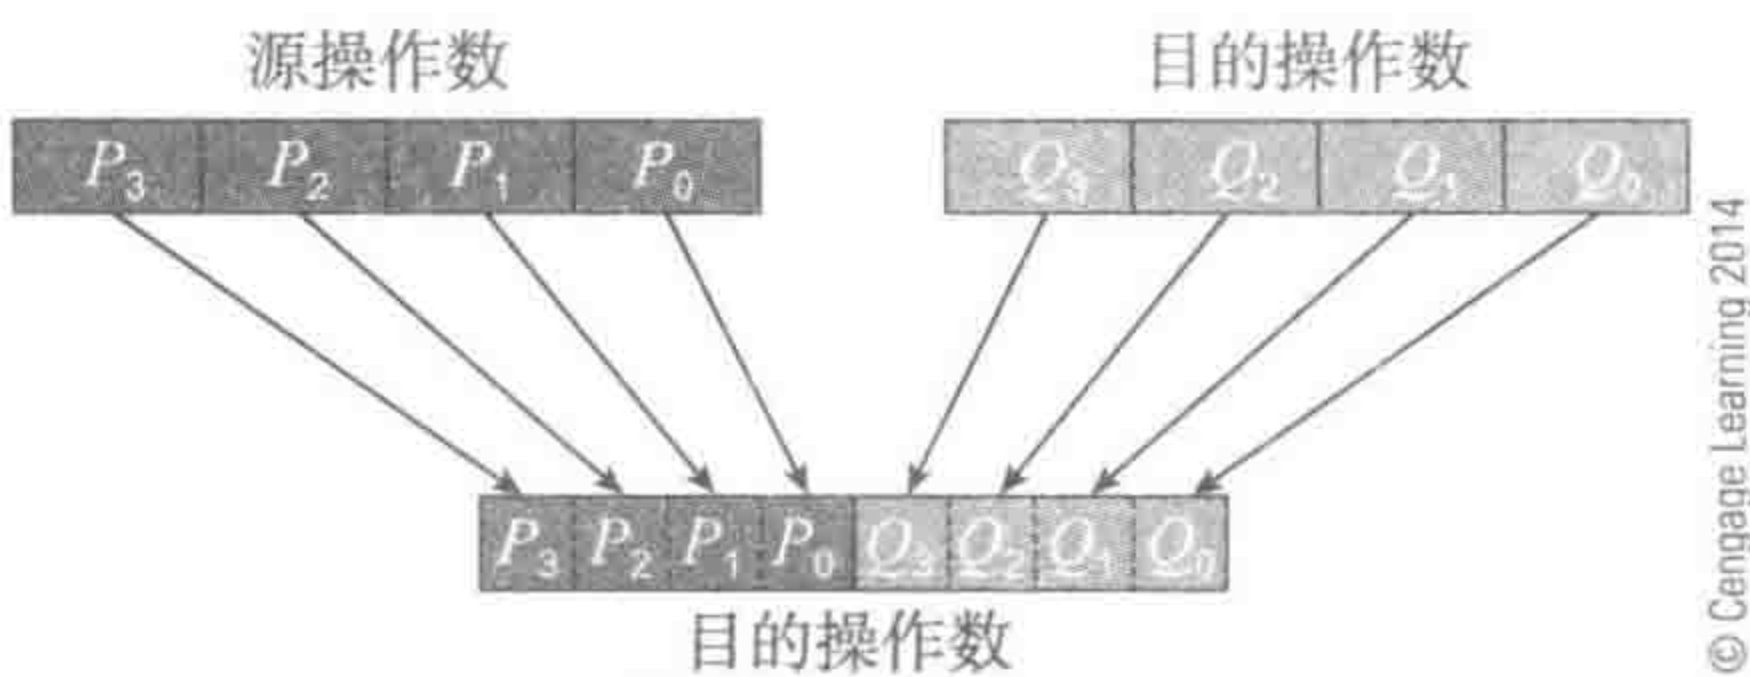 源操作数 目的操作数
P₃ P₂ P₁ P₀ Q₃ Q₂ Q₁ Q₀
P₃ P₂ P₁ P₀ Q₃ Q₂ Q₁ Q₀
目的操作数
© Cengage Learning 2014